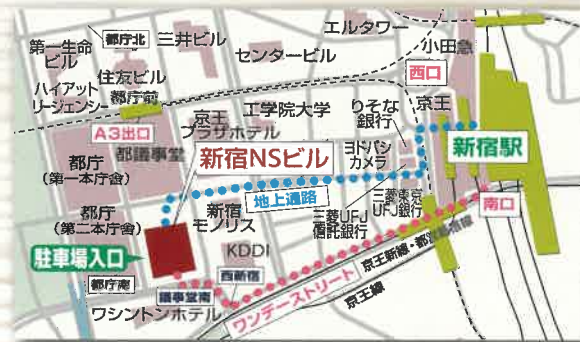 エルタワー
都庁北
三井ビル
第一生命
ビル
センタービル
小田急
住友ビル
西口
ハイアット
リージェンシー
都庁前
京王
プラザホテル
工学院大学
りそな
銀行
京王
A3出口
都議事堂
新宿NSビル
ヨドバシ
カメラ
新宿駅
都庁
(第一本庁舎)
地上通路
三菱東京
UFJ銀行
南口
都庁
(第二本庁舎)
新宿
モノリス
三菱UFJ
信託銀行
駐車場入口
KDDI
西新宿
京王新線・都営新宿線
都庁南
議事堂南
ワンデーストリート
京王線
ワシントンホテル